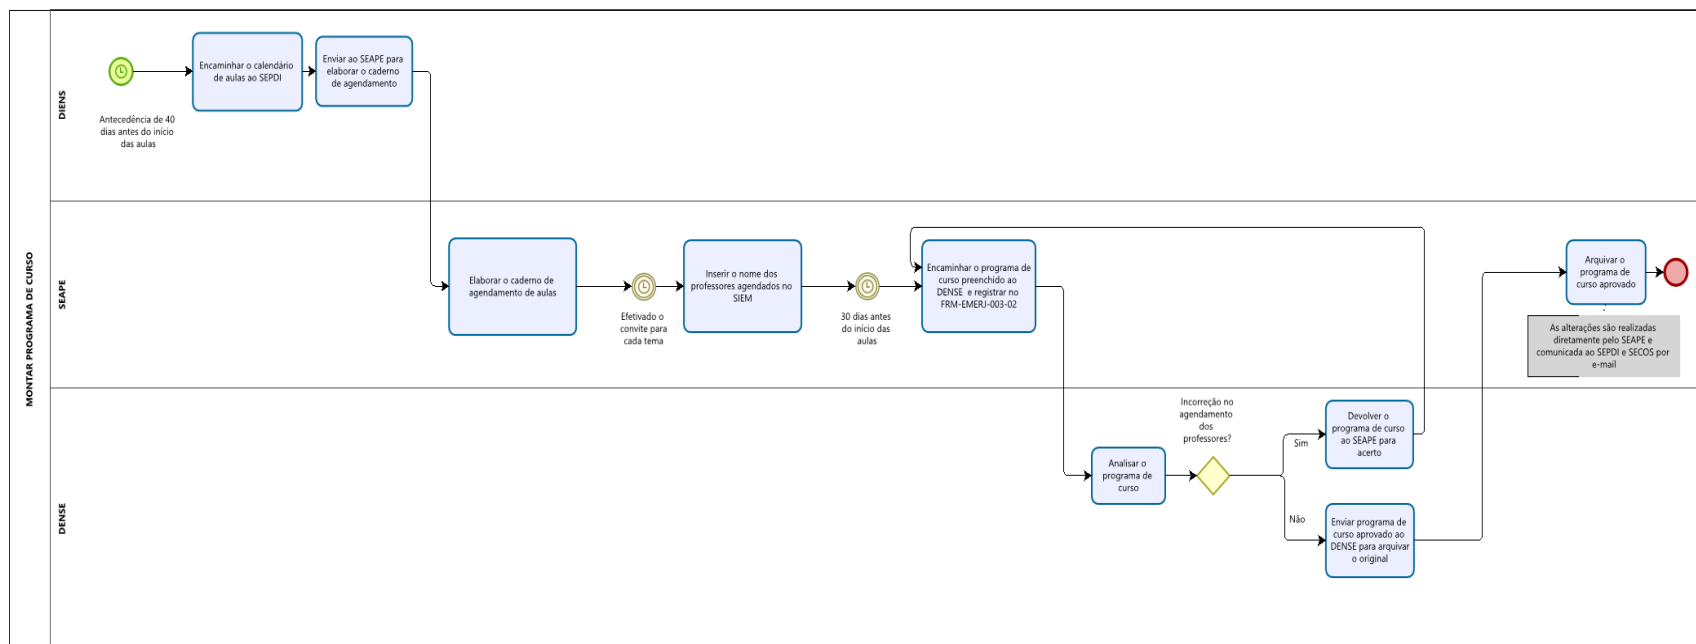 MONTAR PROGRAMA DE CURSO
DIENS
Antecedência de 40
dias antes do início
das aulas
Encaminhar o calendário
de aulas ao SEPDI
Enviar ao SEAPE para
elaborar o caderno
de agendamento
SEAPE
Elaborar o caderno de
agendamento de aulas
Efetivado o
convite para
cada tema
Inserir o nome dos
professores agendados no
SIEM
30 dias antes
do início das
aulas
Encaminhar o programa de
curso preenchido ao
DENSE e registrar no
FRM-EMERJ-003-02
Arquivar o
programa de
curso aprovado
As alterações são realizadas
diretamente pelo SEAPE e
comunicada ao SEPDI e SECOS por
e-mail
DENSE
Analisar o
programa de
curso
Incorreção no
agendamento
dos
professores?
Sim
Devolver o
programa de curso
ao SEAPE para
acerto
Não
Enviar programa de
curso aprovado ao
DENSE para arquivar
o original